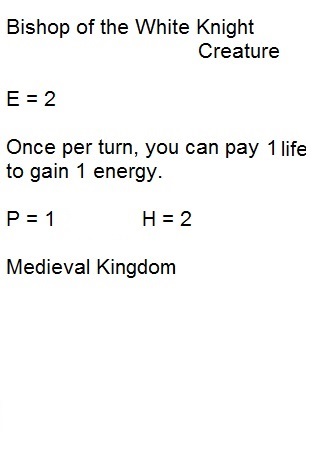 Bishop of the White Knight
Creature
E = 2
Once per turn, you can pay 1 life
to gain 1 energy.
P = 1 H = 2
Medieval Kingdom